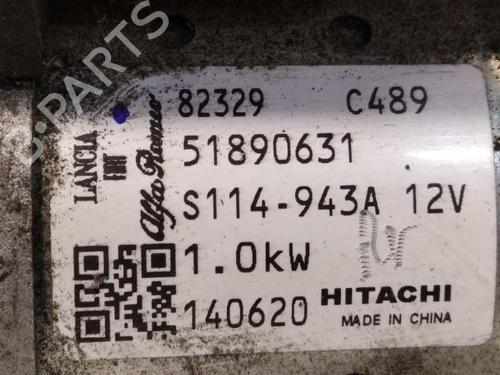 B-PARTS
LANCIA
FIAT
Alfa Romeo
82329 C489
51890631
S114-943A 12V
1.0kW
140620
HITACHI
MADE IN CHINA